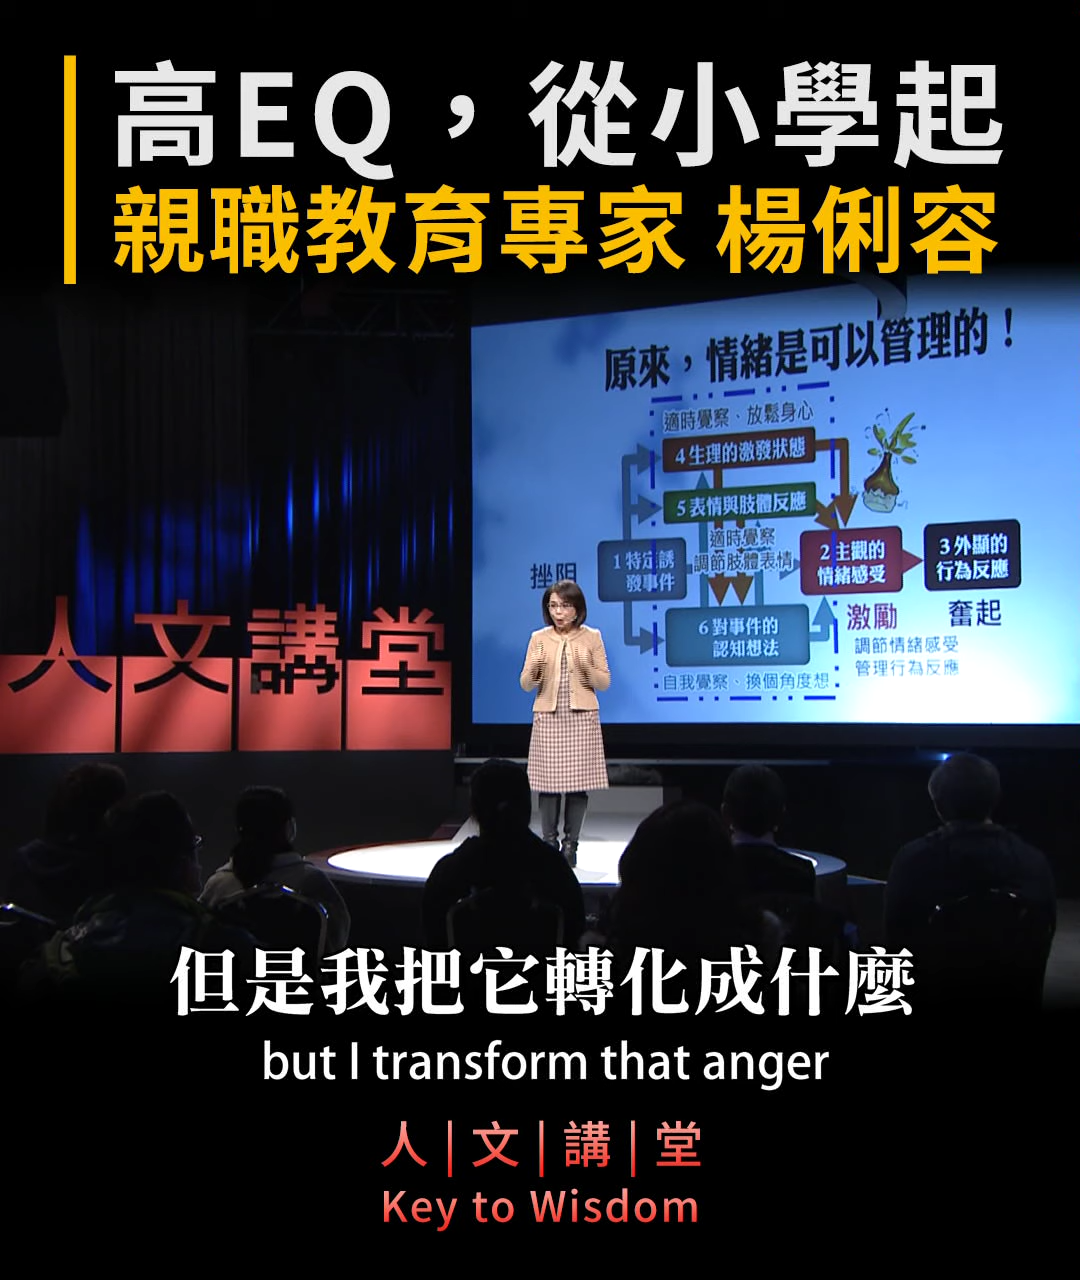 高EQ，從小學起
親職教育專家 楊俐容
原來，情緒是可以管理的！
適時覺察、放鬆身心
4 生理的激發狀態
5 表情與肢體反應
適時覺察
調節肢體表情
挫阻
1 特定誘
發事件
2 主觀的
情緒感受
3 外顯的
行為反應
激勵
奮起
6 對事件的
認知想法
調節情緒感受
管理行為反應
自我覺察、換個角度想
人文講堂
但是我把它轉化成什麼
but I transform that anger
人|文|講|堂
Key to Wisdom